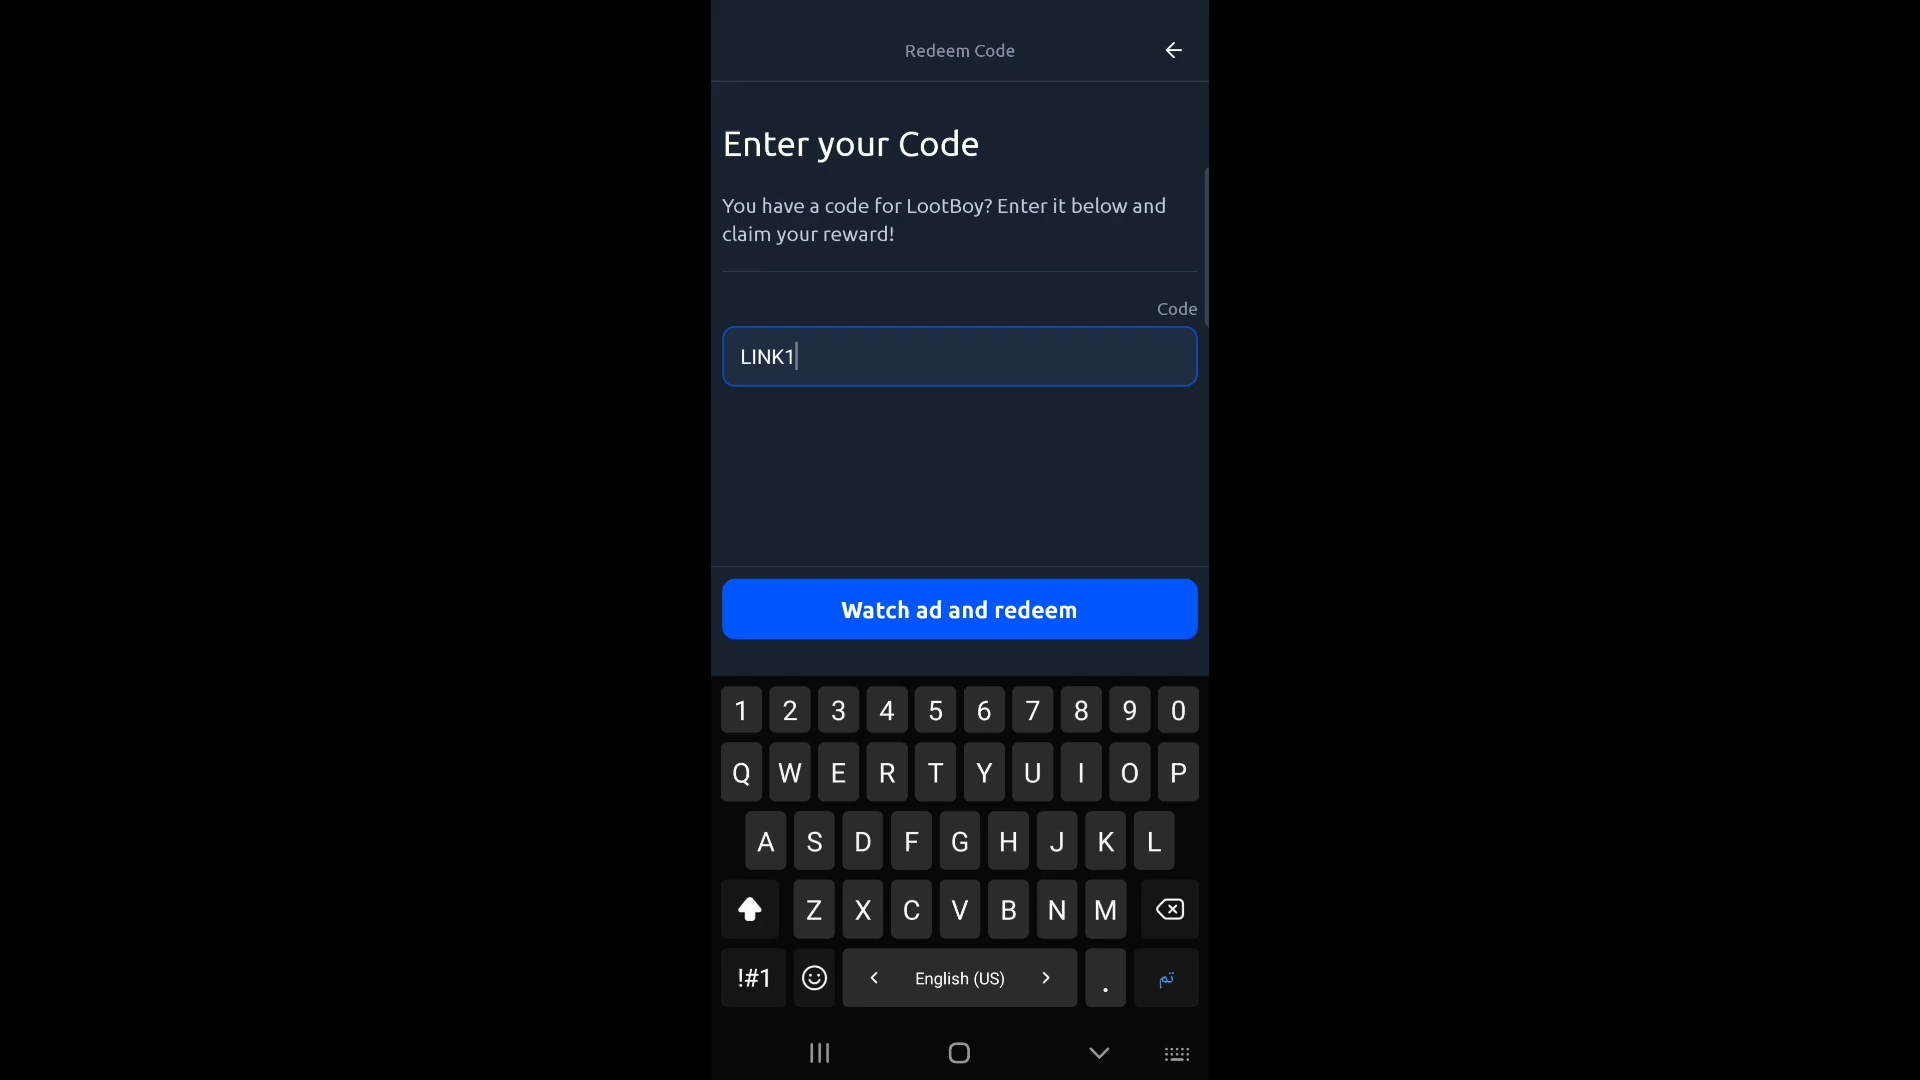 Redeem Code
Enter your Code
You have a code for LootBoy? Enter it below and
claim your reward!
Code
LINK1
Watch ad and redeem
1 2 3 4 5 6 7 8 9 0
Q W E R T Y U I O P
A S D F G H J K L
Z X C V B N M
!#1 < English (US) > . تم